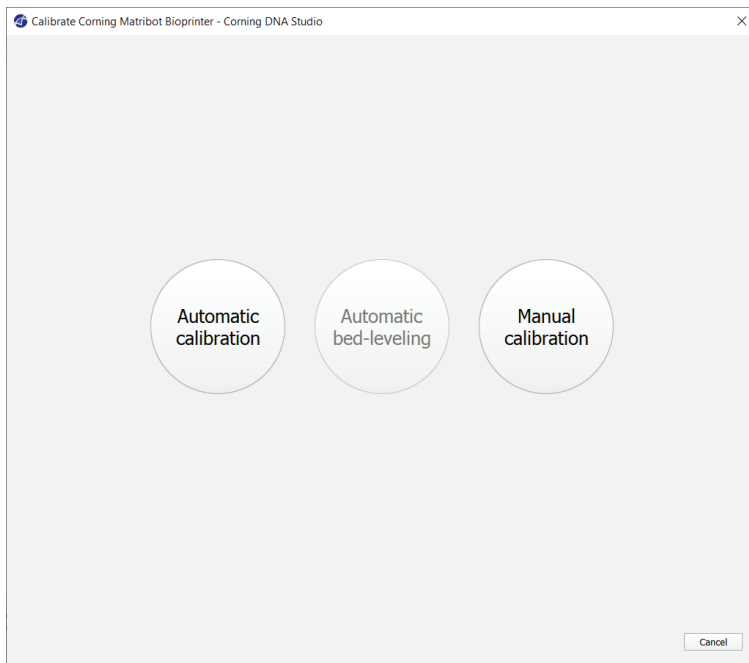 Calibrate Corning Matribot Bioprinter - Corning DNA Studio
Automatic
calibration
Automatic
bed-leveling
Manual
calibration
Cancel